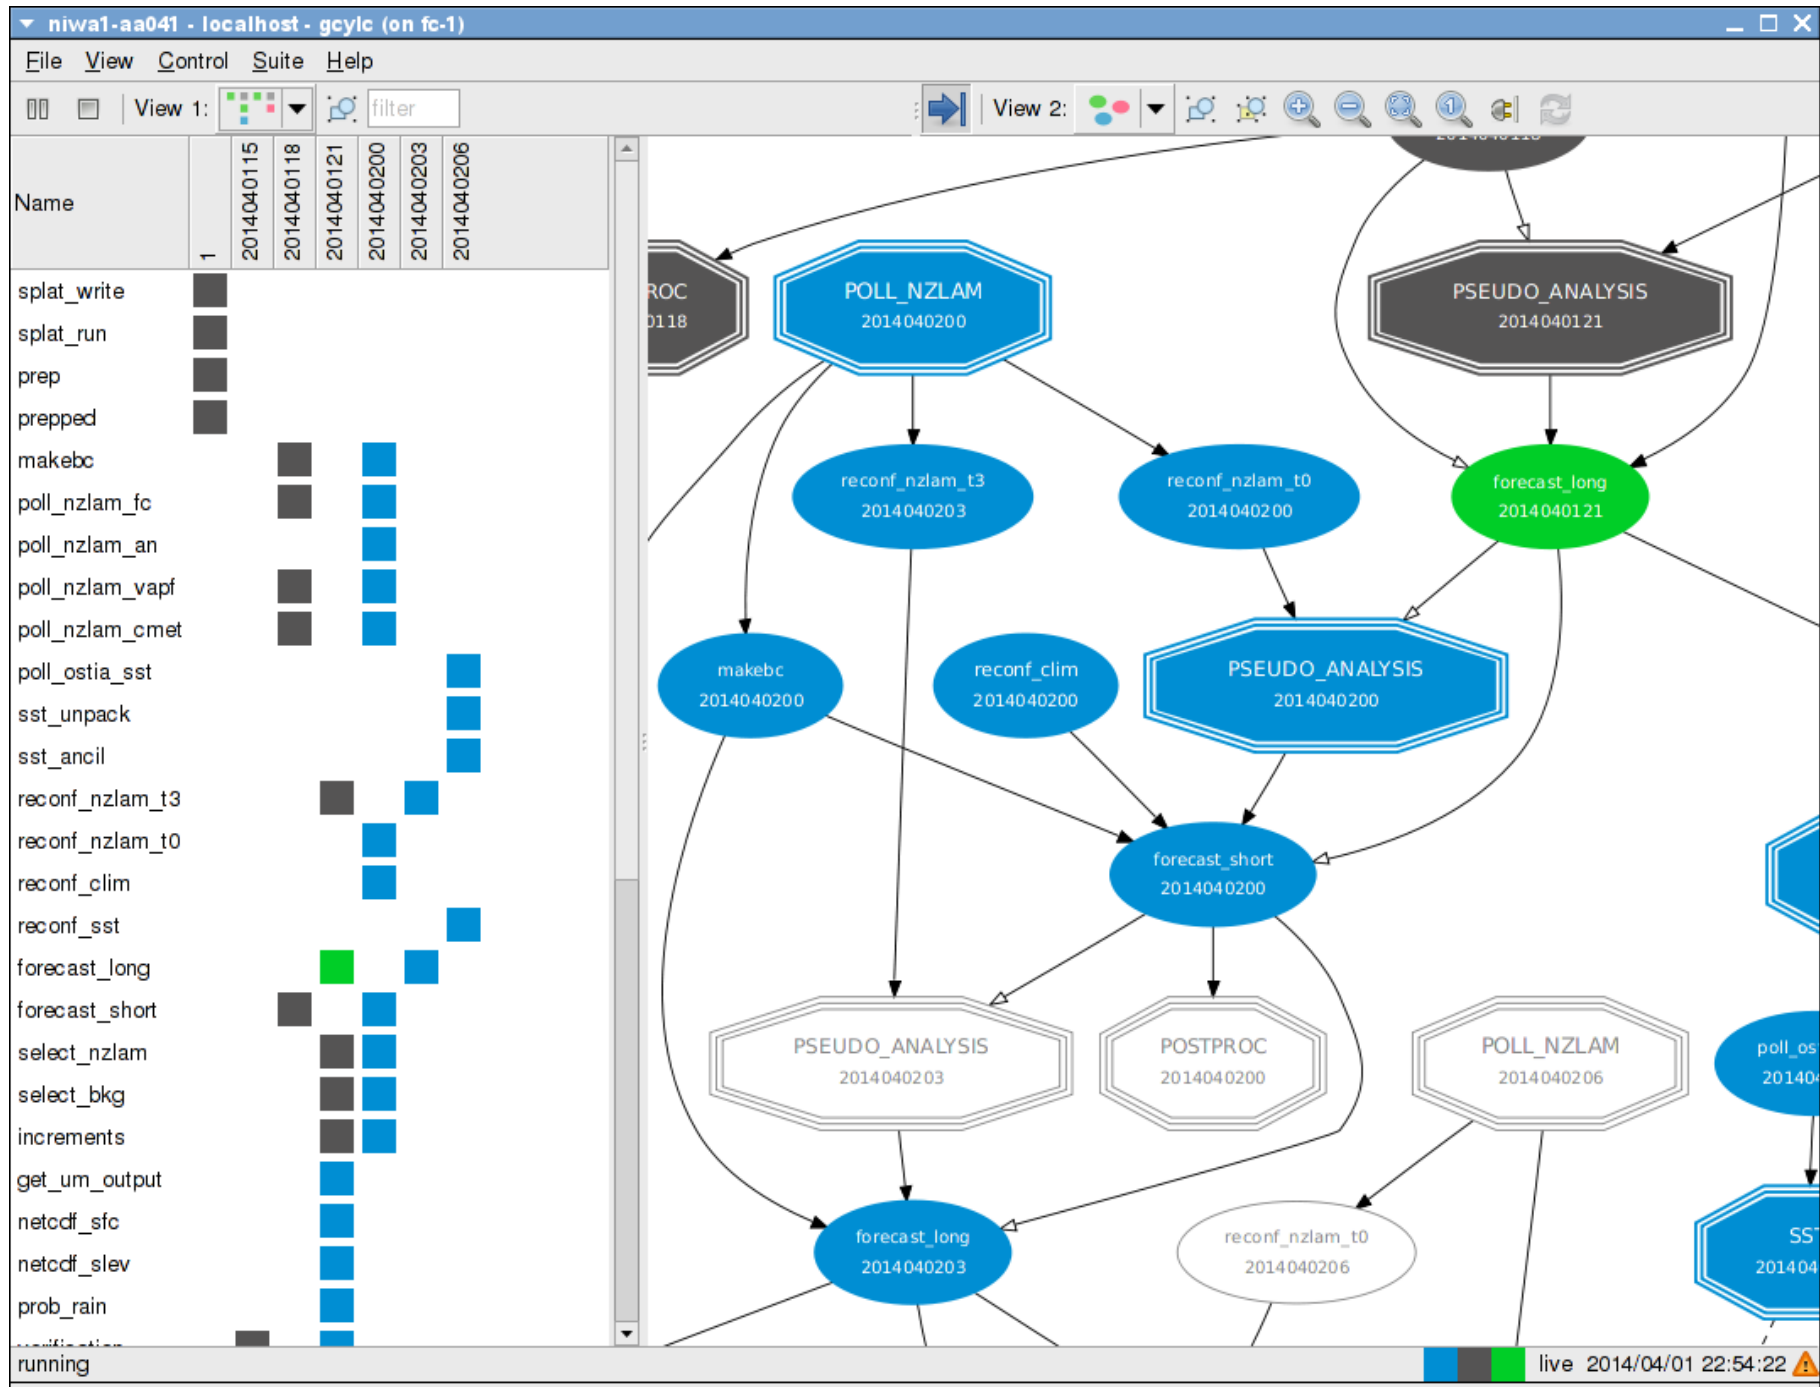 niwa1-aa041 - localhost - gcylc (on fc-1)
File View Control Suite Help
View 1: filter View 2:
Name 1 2014040115 2014040118 2014040121 2014040200 2014040203 2014040206
splat_write
splat_run
prep
prepped
makebc
poll_nzlam_fc
poll_nzlam_an
poll_nzlam_vapf
poll_nzlam_cmet
poll_ostia_sst
sst_unpack
sst_ancil
reconf_nzlam_t3
reconf_nzlam_t0
reconf_clim
reconf_sst
forecast_long
forecast_short
select_nzlam
select_bkg
increments
get_um_output
netcdf_sfc
netcdf_slev
prob_rain
ROC
0118
POLL_NZLAM
2014040200
PSEUDO_ANALYSIS
2014040121
reconf_nzlam_t3
2014040203
reconf_nzlam_t0
2014040200
forecast_long
2014040121
makebc
2014040200
reconf_clim
2014040200
PSEUDO_ANALYSIS
2014040200
forecast_short
2014040200
PSEUDO_ANALYSIS
2014040203
POSTPROC
2014040200
POLL_NZLAM
2014040206
poll_os
20140
forecast_long
2014040203
reconf_nzlam_t0
2014040206
SS
201404
running
live 2014/04/01 22:54:22